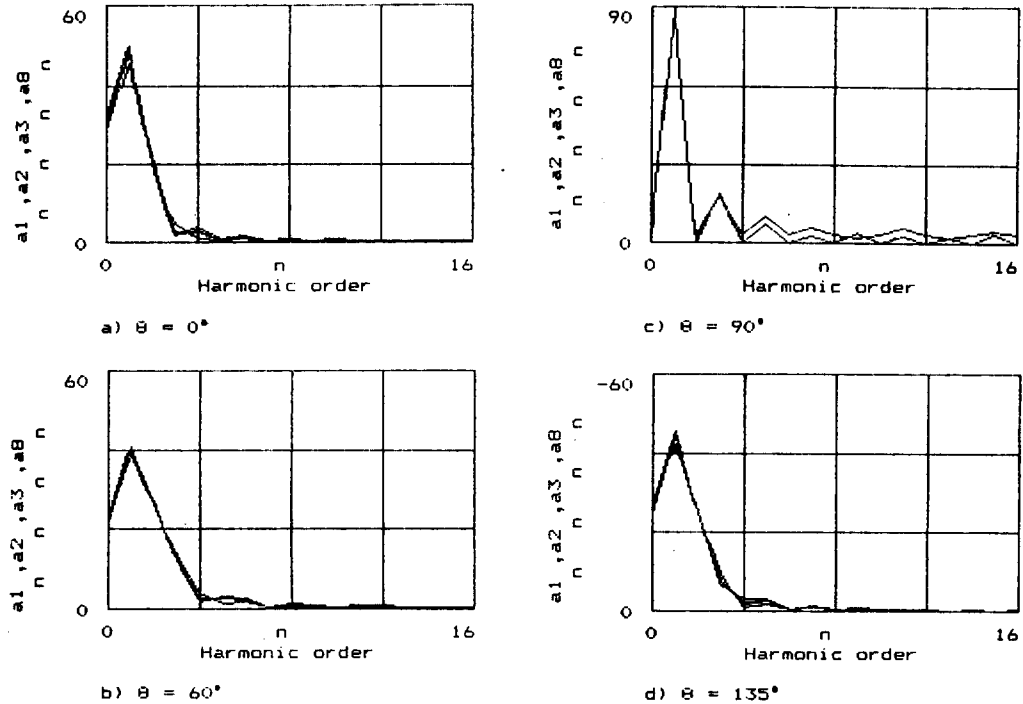 60
a1 ,a2 ,a3 ,a8
n n n n
0
0 n 16
Harmonic order
a) θ = 0°
90
a1 ,a2 ,a3 ,a8
n n n n
0
0 n 16
Harmonic order
c) θ = 90°
60
a1 ,a2 ,a3 ,a8
n n n n
0
0 n 16
Harmonic order
b) θ = 60°
-60
a1 ,a2 ,a3 ,a8
n n n n
0
0 n 16
Harmonic order
d) θ = 135°